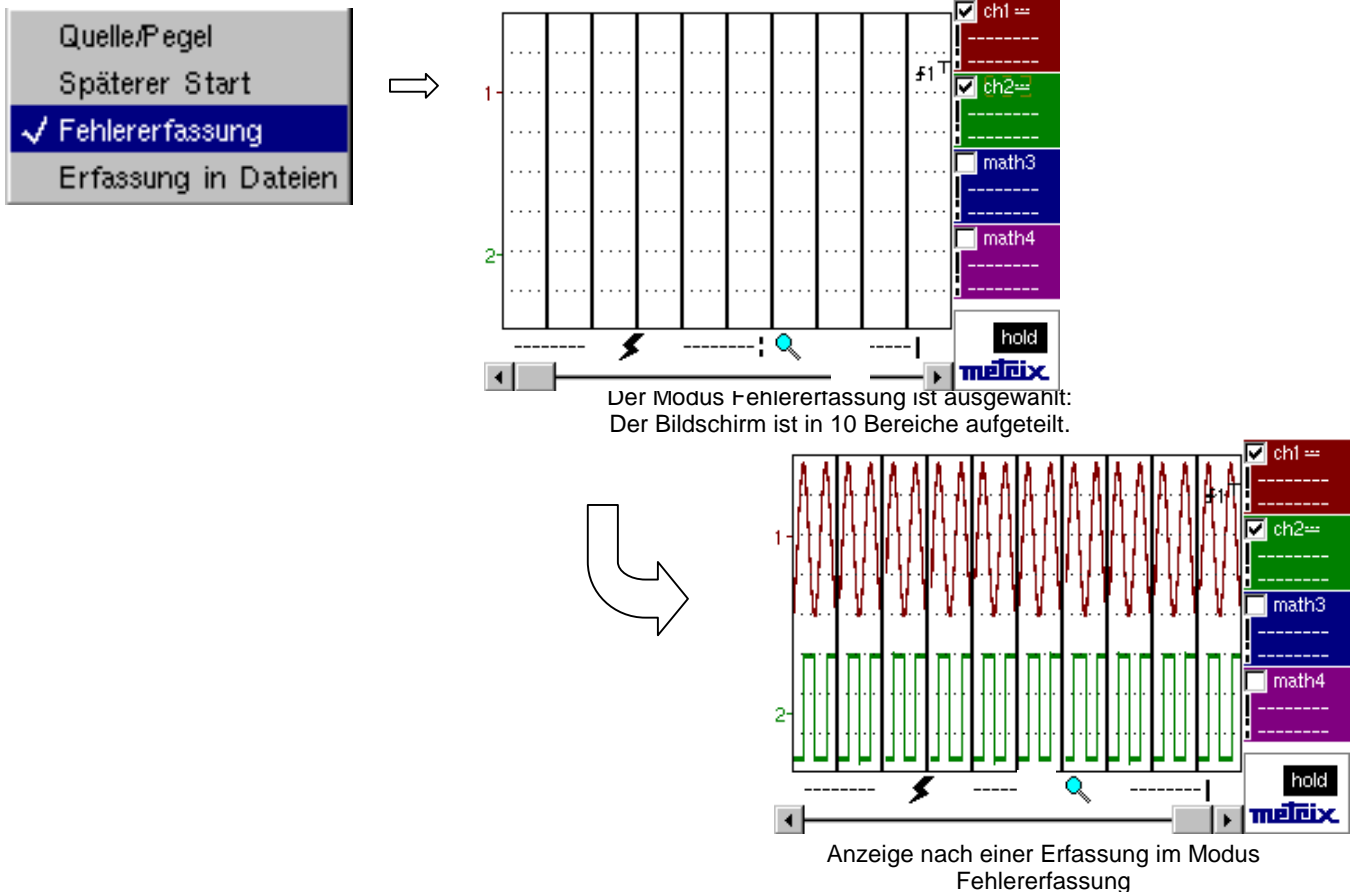 Quelle/Pegel
Späterer Start
✓ Fehlererfassung
Erfassung in Dateien
ch1
1
1
ch2
math3
2
math4
hold
metrix
Der Modus Fehlererfassung ist ausgewählt:
Der Bildschirm ist in 10 Bereiche aufgeteilt.
ch1
1
1
ch2
math3
2
math4
hold
metrix
Anzeige nach einer Erfassung im Modus
Fehlererfassung